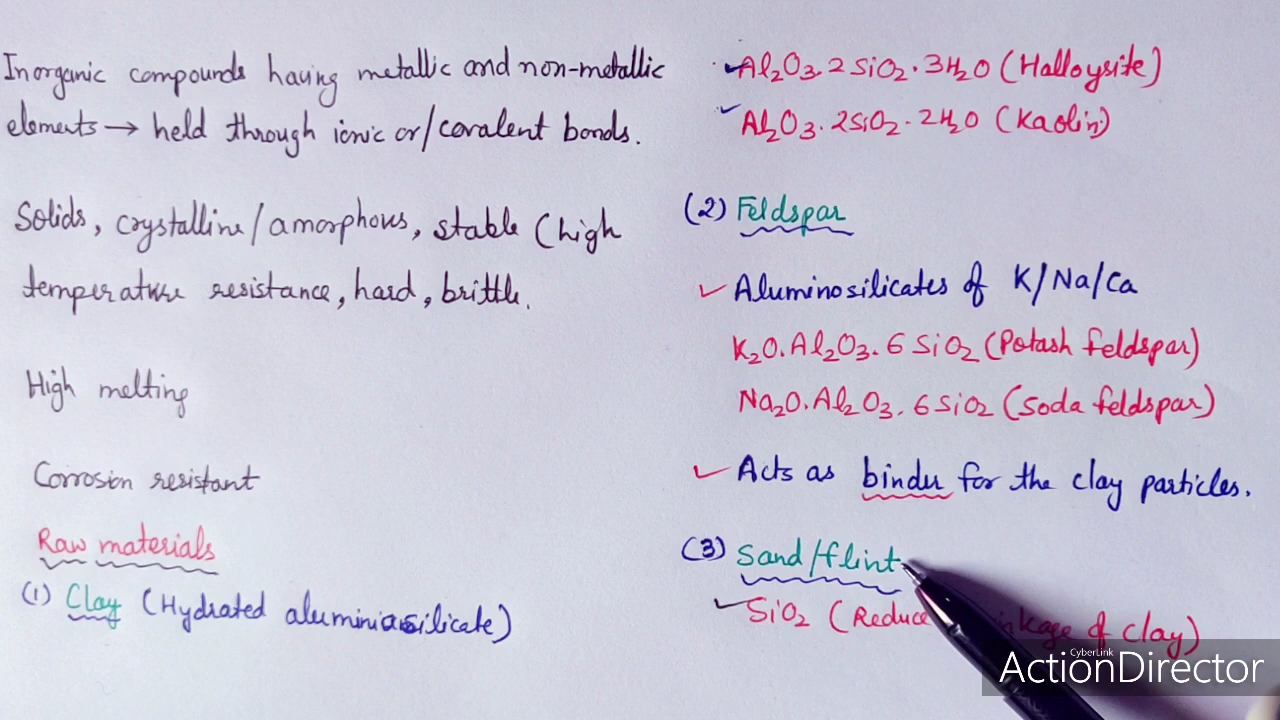 Inorganic compounds having metallic and non-metallic
elements → held through ionic or/covalent bonds.
Solids, crystalline/amorphous, stable (high
temperature resistance, hard, brittle.
High melting
Corrosion resistant
Raw materials
(1) Clay (Hydrated aluminiosilicate)
Al2O3.2SiO2.3H2O (Halloysite)
Al2O3.2SiO2.2H2O (Kaolin)
(2) Feldspar
Aluminosilicates of K/Na/Ca
K2O.Al2O3.6SiO2 (Potash feldspar)
Na2O.Al2O3.6SiO2 (Soda feldspar)
Acts as binder for the clay particles.
(3) Sand/flint
SiO2 (Reduce of clay)
CyberLink
ActionDirector